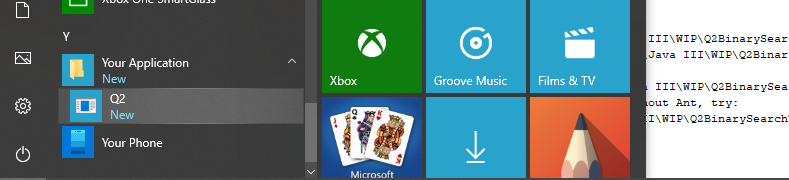 Xbox One SmartGlass
Y
Your Application
New
Q2
New
Your Phone
Xbox
Groove Music
Films & TV
Microsoft
III\WIP\Q2BinarySear
\Java III\WIP\Q2Binar
III\WIP\Q2BinarySea
hout Ant, try:
II\WIP\Q2BinarySearch